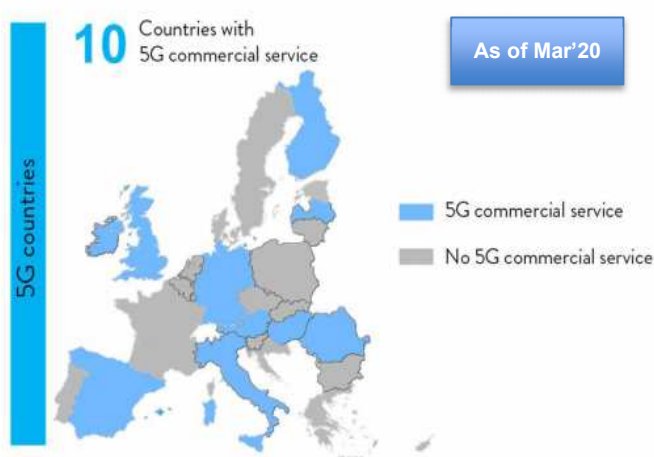 10
Countries with
5G commercial service
As of Mar'20
5G countries
5G commercial service
No 5G commercial service